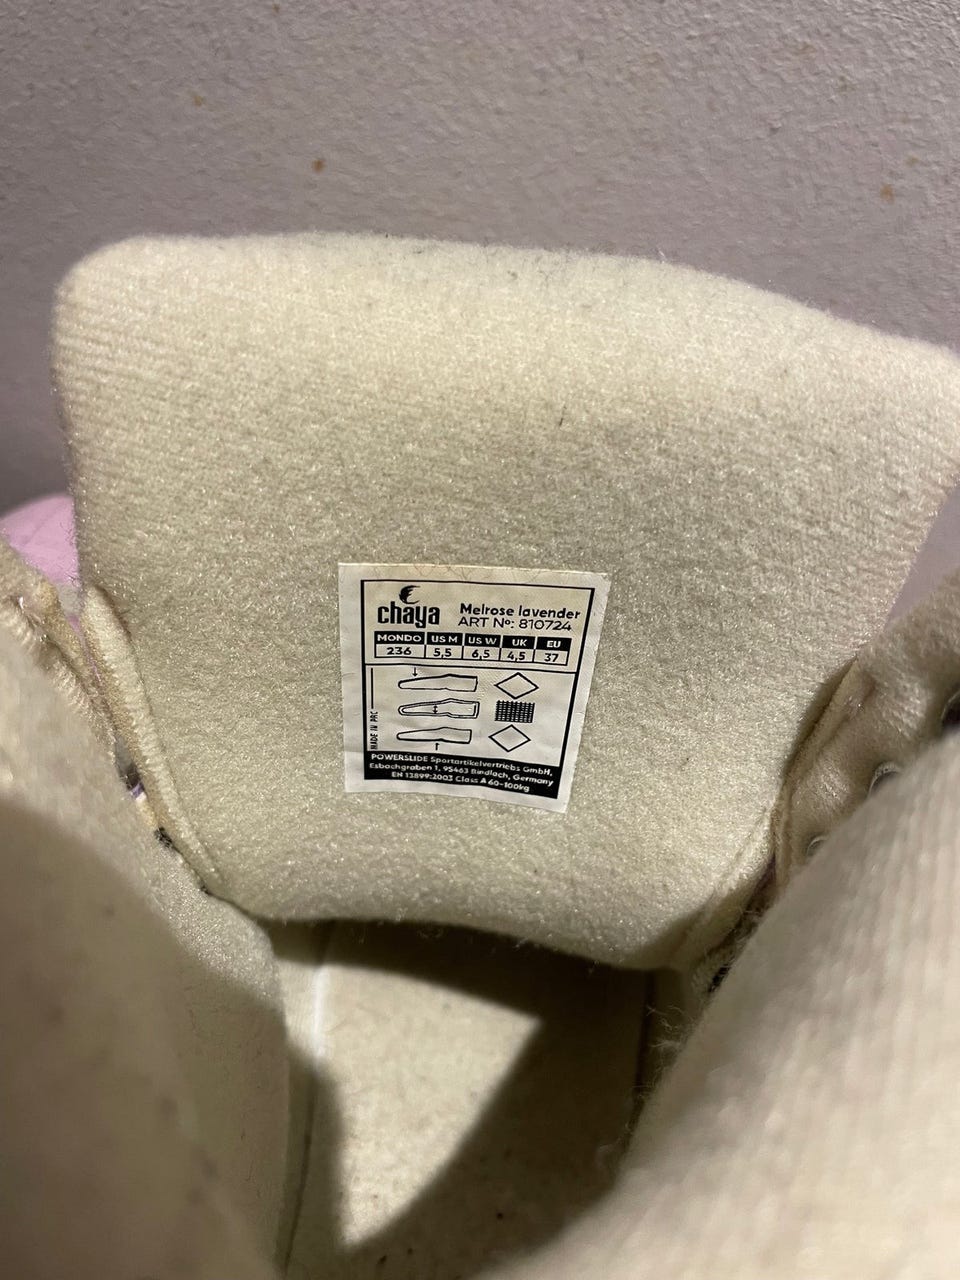 chaya
Melrose lavender
ART Nº: 810724
MONDO US M US W UK EU
236 5,5 6,5 4,5 37
MADE IN PRC
POWERSLIDE Sportartikelvertriebs GmbH,
Esbachgraben 1, 95463 Bindlach, Germany
EN 13899:2003 Class A 60-100kg